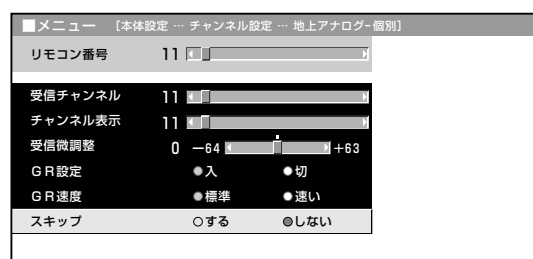 ■メニュー [本体設定 … チャンネル設定 … 地上アナログ-個別]
リモコン番号 11
受信チャンネル 11
チャンネル表示 11
受信微調整 0 －64 +63
ＧＲ設定 ●入 ●切
ＧＲ速度 ●標準 ●速い
スキップ ○する ●しない